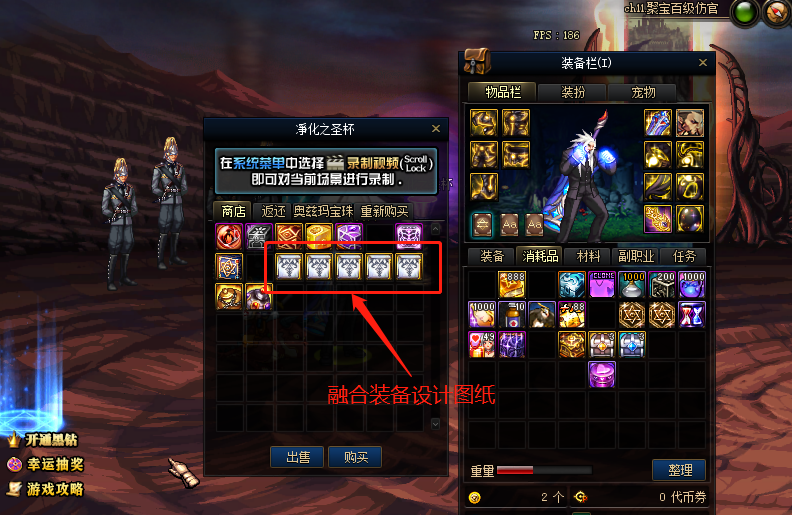 ch11.聚宝百级仿官
FPS : 186
装备栏(I)
物品栏 装扮 宠物
净化之圣杯
在系统菜单中选择 录制视频(Scroll Lock)
即可对当前场景进行录制.
商店 返还 奥兹玛宝珠 重新购买
装备 消耗品 材料 副职业 任务
888 CLONE 1000 200 1000
1000 10 88
49
融合装备设计图纸
开通黑钻
幸运抽奖
游戏攻略
出售 购买
重里 整理
2 个 0 代币券